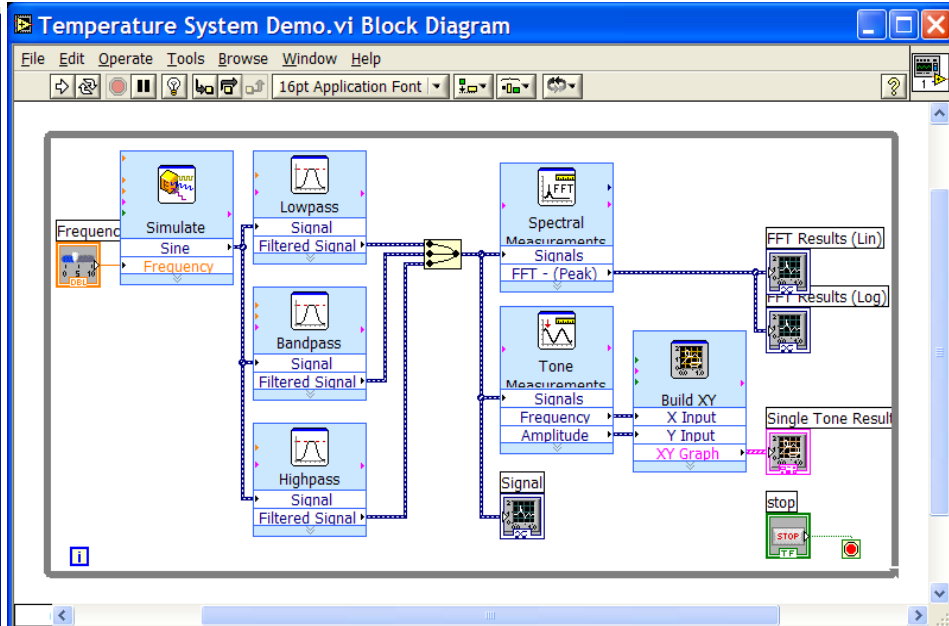 Temperature System Demo.vi Block Diagram
File Edit Operate Tools Browse Window Help
16pt Application Font
?
1
Frequenc
0 5 10
DBL
Simulate
Sine
Frequency
Lowpass
Signal
Filtered Signal
Bandpass
Signal
Filtered Signal
Highpass
Signal
Filtered Signal
FFT
Spectral
Measurements
Signals
FFT - (Peak)
Tone
Measurements
Signals
Frequency
Amplitude
Signal
Build XY
X Input
Y Input
XY Graph
FFT Results (Lin)
FFT Results (Log)
Single Tone Result
stop
STOP
TF
i